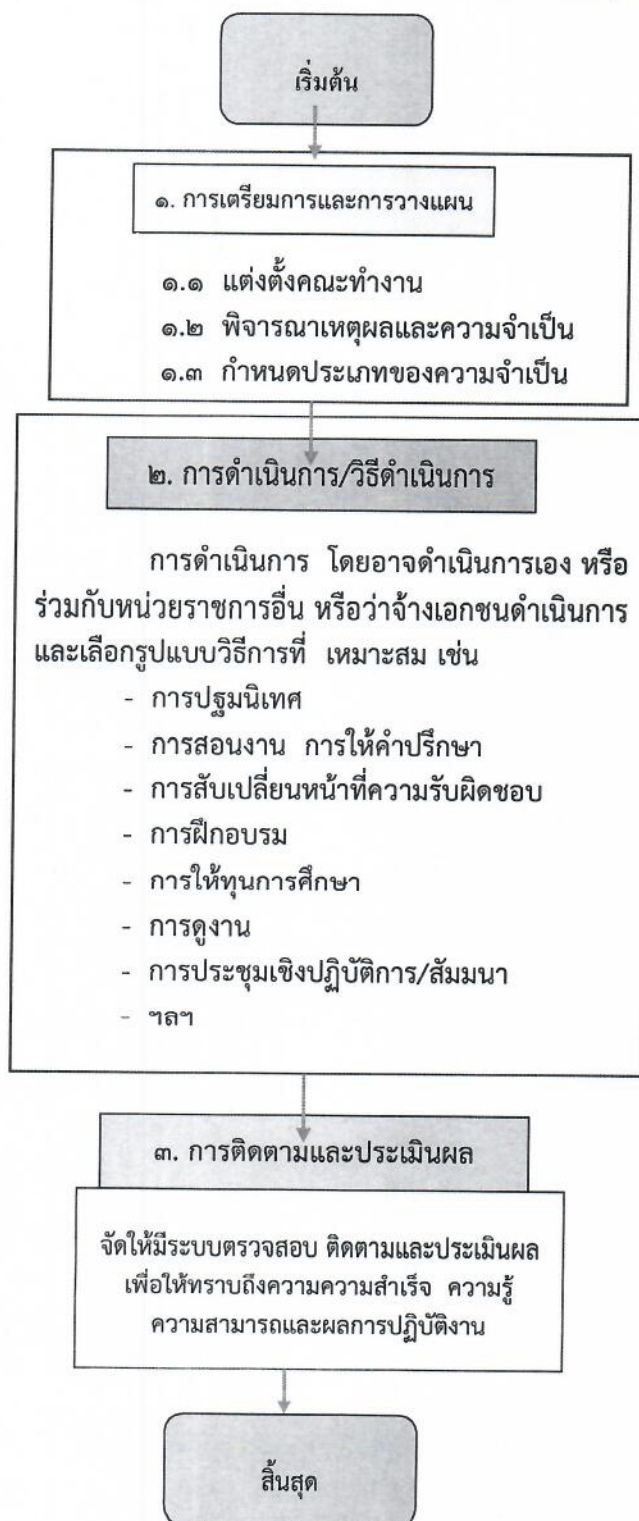 เริ่มต้น
๑. การเตรียมการและการวางแผน
๑.๑ แต่งตั้งคณะทำงาน
๑.๒ พิจารณาเหตุผลและความจำเป็น
๑.๓ กำหนดประเภทของความจำเป็น
๒. การดำเนินการ/วิธีดำเนินการ
การดำเนินการ โดยอาจดำเนินการเอง หรือ
ร่วมกับหน่วยราชการอื่น หรือว่าจ้างเอกชนดำเนินการ
และเลือกรูปแบบวิธีการที่ เหมาะสม เช่น
- การปฐมนิเทศ
- การสอนงาน การให้คำปรึกษา
- การสับเปลี่ยนหน้าที่ความรับผิดชอบ
- การฝึกอบรม
- การให้ทุนการศึกษา
- การดูงาน
- การประชุมเชิงปฏิบัติการ/สัมมนา
- ฯลฯ
๓. การติดตามและประเมินผล
จัดให้มีระบบตรวจสอบ ติดตามและประเมินผล
เพื่อให้ทราบถึงความความสำเร็จ ความรู้
ความสามารถและผลการปฏิบัติงาน
สิ้นสุด